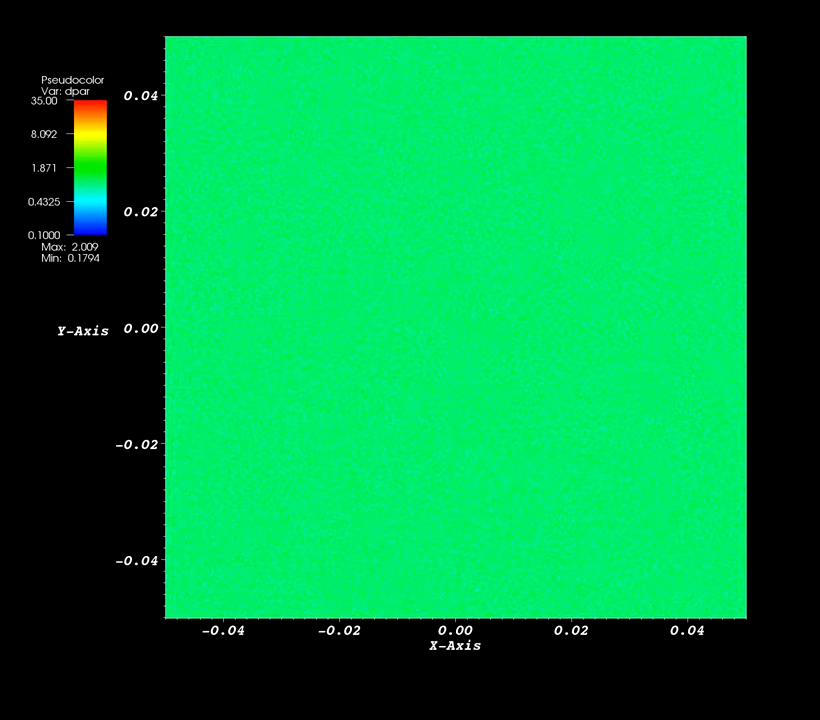 Pseudocolor
Var: dpar
35.00
8.092
1.871
0.4325
0.1000
Max: 2.009
Min: 0.1794
0.04
0.02
Y-Axis 0.00
-0.02
-0.04
-0.04 -0.02 0.00 0.02 0.04
X-Axis